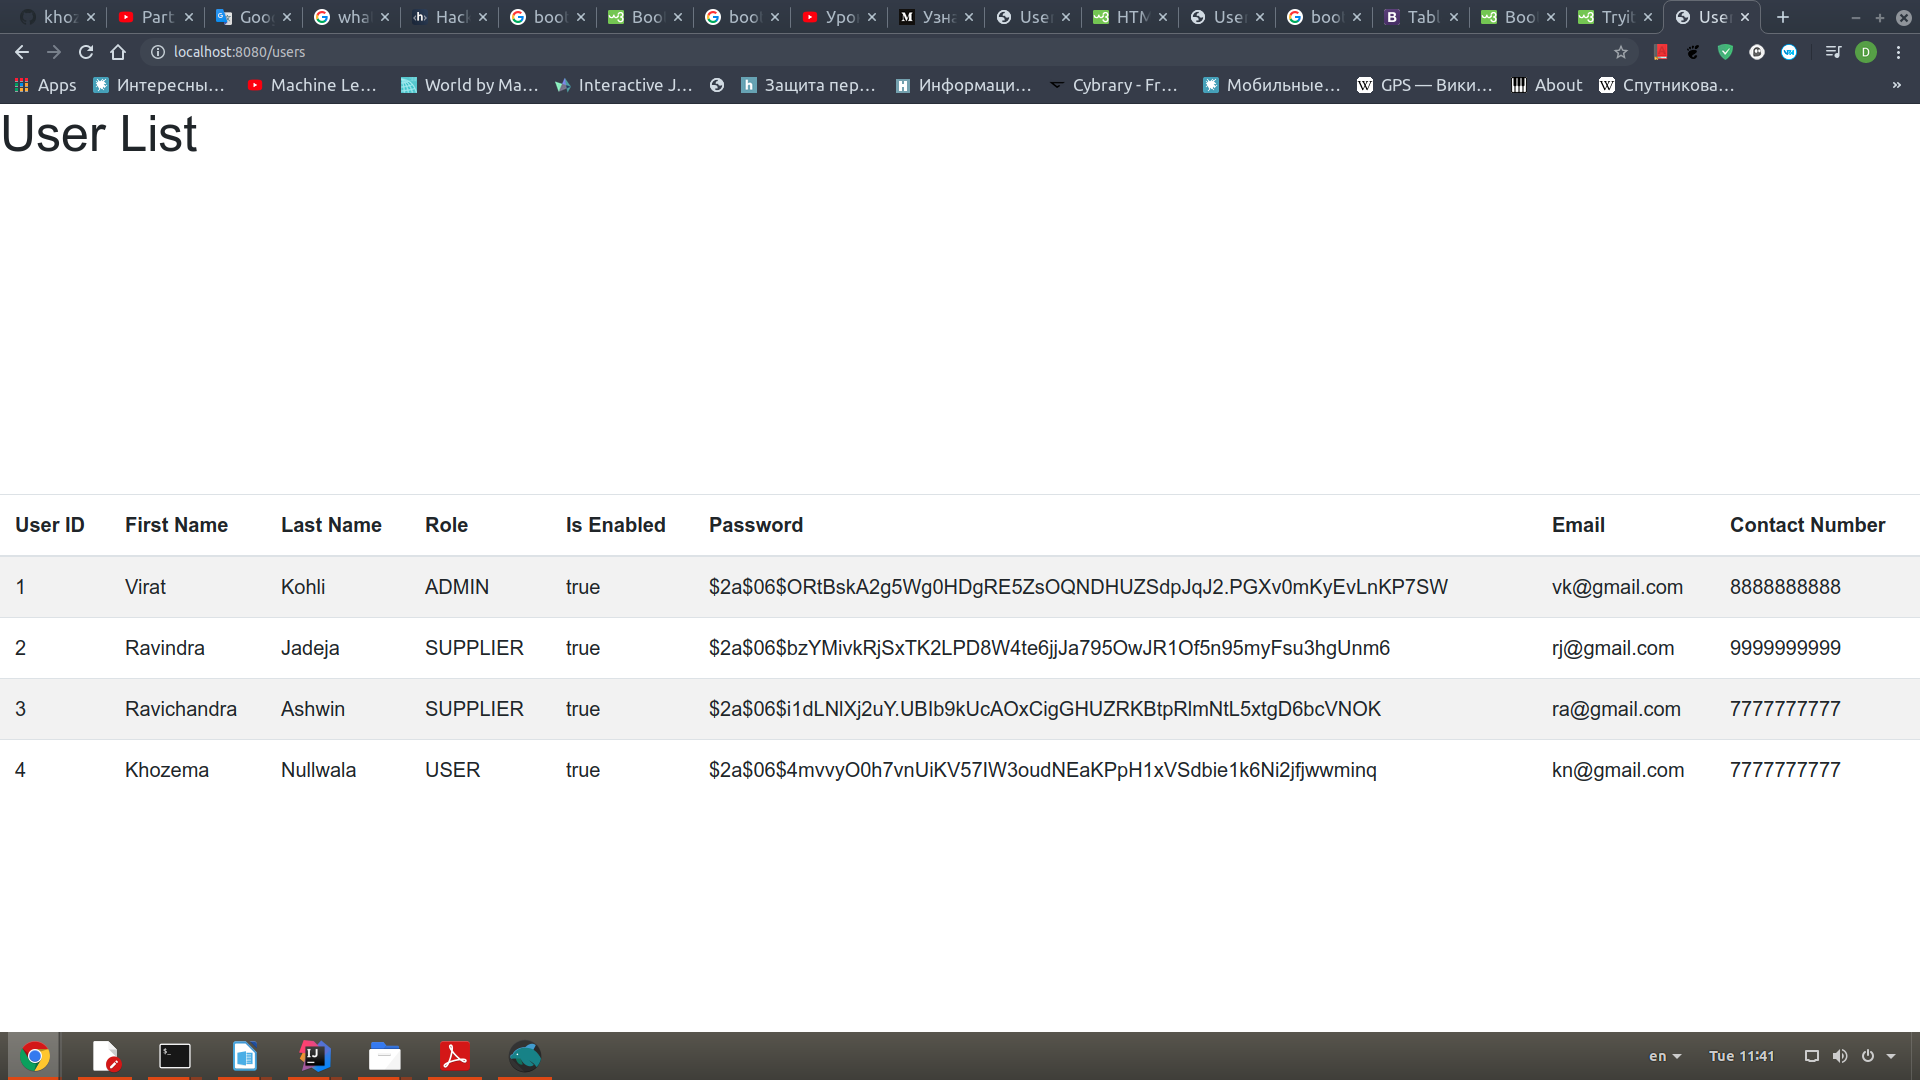 khoz Part Goo wha Hack boot Boo boot Уро Узна User HTM User boot Tabl Boo Tryit User
localhost:8080/users D
Apps Интересны... Machine Le... World by Ma... Interactive J... Защита пер... Информаци... Cybrary - Fr... Мобильные... GPS — Вики... About Спутникова... »
User List
User ID First Name Last Name Role Is Enabled Password Email Contact Number
1 Virat Kohli ADMIN true $2a$06$ORtBskA2g5Wg0HDgRE5ZsOQNDHUZSdpJqJ2.PGXv0mKyEvLnKP7SW vk@gmail.com 8888888888
2 Ravindra Jadeja SUPPLIER true $2a$06$bzYMivkRjSxTK2LPD8W4te6jjJa795OwJR1Of5n95myFsu3hgUnm6 rj@gmail.com 9999999999
3 Ravichandra Ashwin SUPPLIER true $2a$06$i1dLNlXj2uY.UBIb9kUcAOxCigGHUZRKBtpRlmNtL5xtgD6bcVNOK ra@gmail.com 7777777777
4 Khozema Nullwala USER true $2a$06$4mvvyO0h7vnUiKV57IW3oudNEaKPpH1xVSdbie1k6Ni2jfjwwminq kn@gmail.com 7777777777
en Tue 11:41